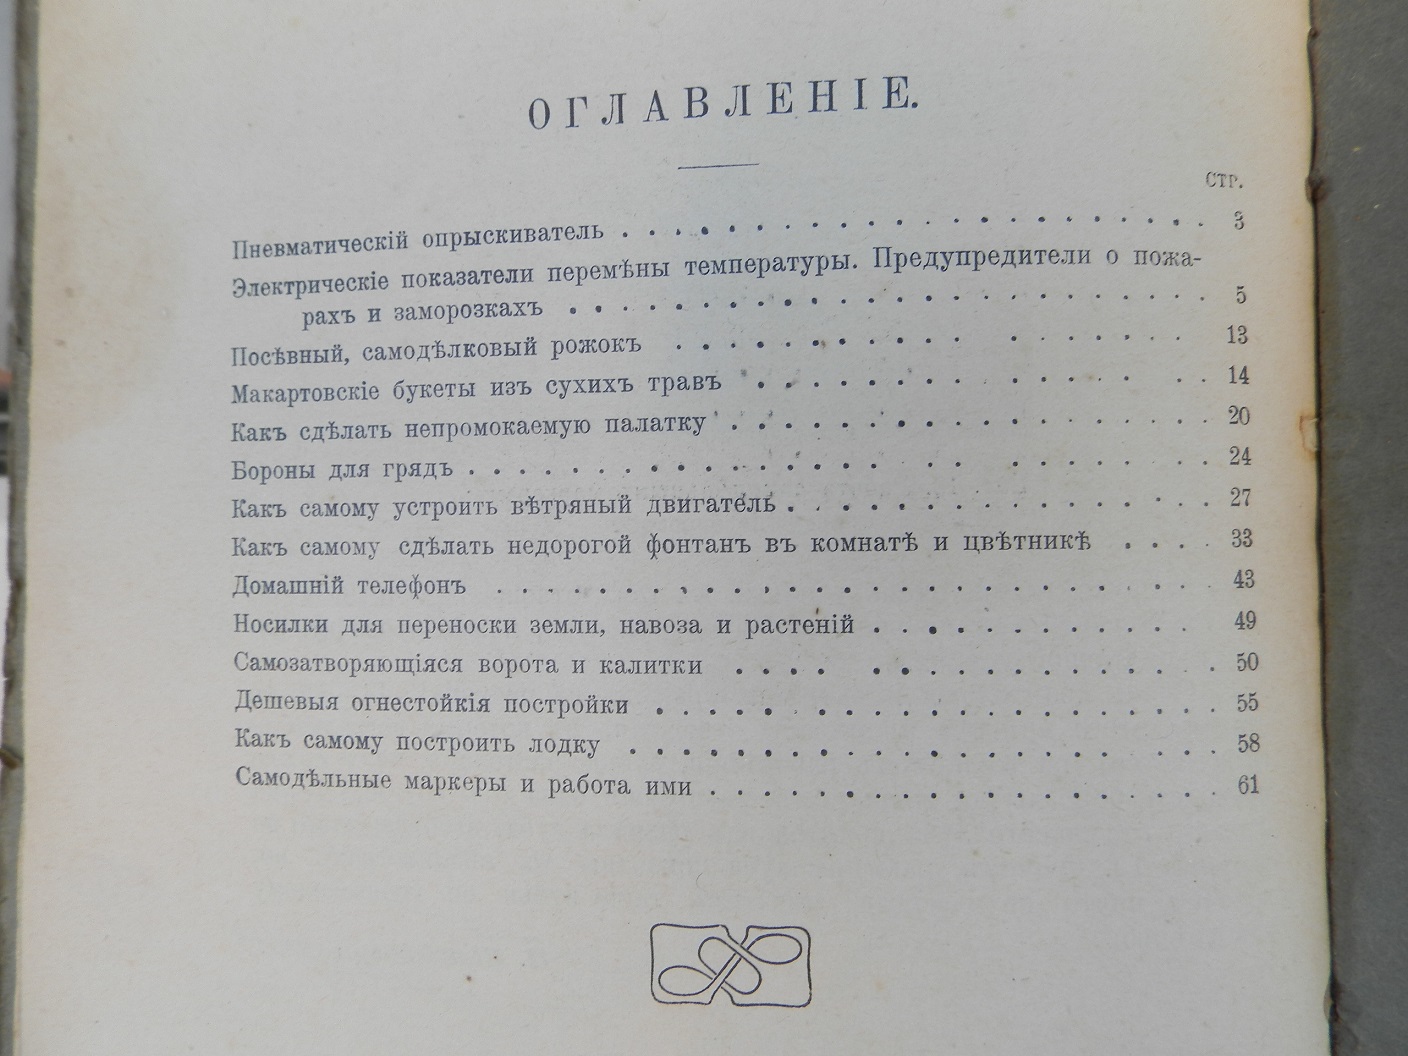 ОГЛАВЛЕНІЕ.
Стр.
Пневматическій опрыскиватель . . . . . . . . . . . . . . . . . . . . . . 3
Электрическіе показатели перемѣны температуры. Предупредители о пожа-
рахъ и заморозкахъ . . . . . . . . . . . . . . . . . . . . . . . . 5
Посѣвный, самодѣлковый рожокъ . . . . . . . . . . . . . . . . . . 13
Макартовскіе букеты изъ сухихъ травъ . . . . . . . . . . . . . . . . 14
Какъ сдѣлать непромокаемую палатку . . . . . . . . . . . . . . . . . . 20
Бороны для грядъ . . . . . . . . . . . . . . . . . . . . . . . . . . 24
Какъ самому устроить вѣтряный двигатель . . . . . . . . . . . . . . . . 27
Какъ самому сдѣлать недорогой фонтанъ въ комнатѣ и цвѣтникѣ . . . . 33
Домашній телефонъ . . . . . . . . . . . . . . . . . . . . . . . . . . 43
Носилки для переноски земли, навоза и растеній . . . . . . . . . . . . 49
Самозатворяющіяся ворота и калитки . . . . . . . . . . . . . . . . . . 50
Дешевыя огнестойкія постройки . . . . . . . . . . . . . . . . . . . . 55
Какъ самому построить лодку . . . . . . . . . . . . . . . . . . . . . 58
Самодѣльные маркеры и работа ими . . . . . . . . . . . . . . . . . . . 61